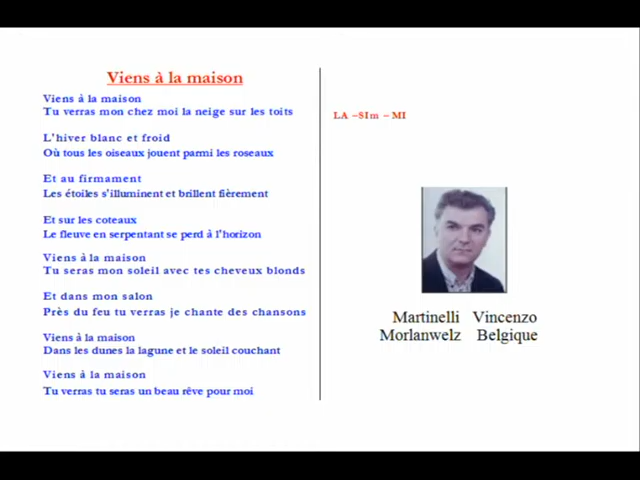 Viens à la maison
Viens à la maison
Tu verras mon chez moi la neige sur les toits
L'hiver blanc et froid
Où tous les oiseaux jouent parmi les roseaux
Et au firmament
Les étoiles s'illuminent et brillent fièrement
Et sur les coteaux
Le fleuve en serpentant se perd à l'horizon
Viens à la maison
Tu seras mon soleil avec tes cheveux blonds
Et dans mon salon
Près du feu tu verras je chante des chansons
Viens à la maison
Dans les dunes la lagune et le soleil couchant
Viens à la maison
Tu verras tu seras un beau rêve pour moi
LA –SIm – MI
Martinelli Vincenzo
Morlanwelz Belgique